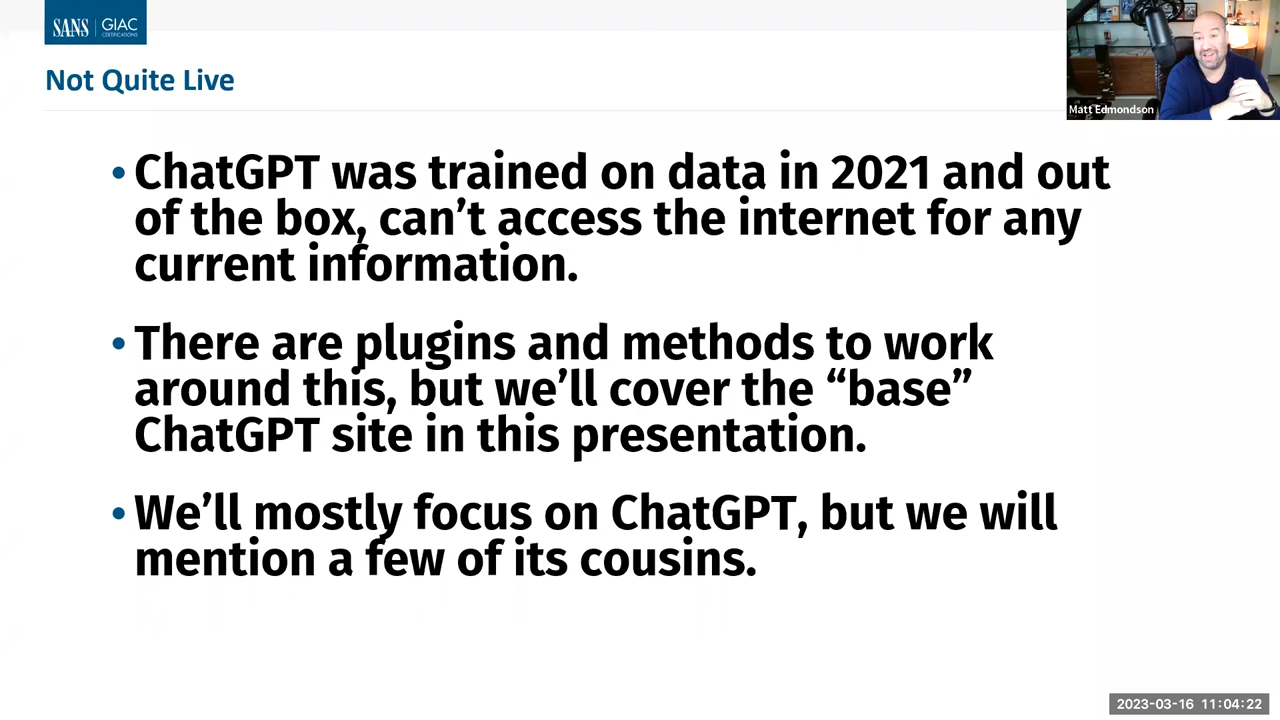 SANS | GIAC
CERTIFICATIONS
Not Quite Live
Matt Edmondson
• ChatGPT was trained on data in 2021 and out
of the box, can’t access the internet for any
current information.
• There are plugins and methods to work
around this, but we’ll cover the “base”
ChatGPT site in this presentation.
• We’ll mostly focus on ChatGPT, but we will
mention a few of its cousins.
2023-03-16 11:04:22